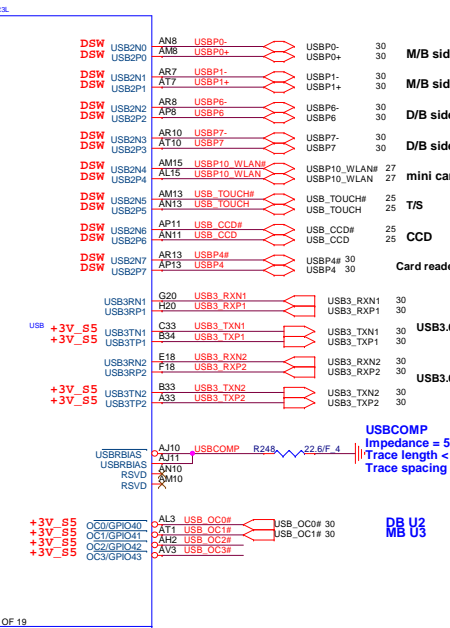 DSW USB2N0 AN8 USBP0- USBP0- 30
DSW USB2P0 AM8 USBP0+ USBP0+ 30 M/B sid
DSW USB2N1 AR7 USBP1- USBP1- 30
DSW USB2P1 AT7 USBP1+ USBP1+ 30 M/B sid
DSW USB2N2 AR8 USBP6- USBP6- 30
DSW USB2P2 AP8 USBP6 USBP6 30 D/B side
DSW USB2N3 AR10 USBP7- USBP7- 30
DSW USB2P3 AT10 USBP7 USBP7 30 D/B side
DSW USB2N4 AM15 USBP10_WLAN# USBP10_WLAN# 27
DSW USB2P4 AL15 USBP10_WLAN USBP10_WLAN 27 mini car
DSW USB2N5 AM13 USB_TOUCH# USB_TOUCH# 25
DSW USB2P5 AN13 USB_TOUCH USB_TOUCH 25 T/S
DSW USB2N6 AP11 USB_CCD# USB_CCD# 25
DSW USB2P6 AN11 USB_CCD USB_CCD 25 CCD
DSW USB2N7 AR13 USBP4# USBP4# 30
DSW USB2P7 AP13 USBP4 USBP4 30 Card reade
USB3RN1 G20 USB3_RXN1 USB3_RXN1 30
USB3RP1 H20 USB3_RXP1 USB3_RXP1 30
USB +3V_S5 USB3TN1 C33 USB3_TXN1 USB3_TXN1 30 USB3.
+3V_S5 USB3TP1 B34 USB3_TXP1 USB3_TXP1 30
USB3RN2 E18 USB3_RXN2 USB3_RXN2 30
USB3RP2 F18 USB3_RXP2 USB3_RXP2 30 USB3.
+3V_S5 USB3TN2 B33 USB3_TXN2 USB3_TXN2 30
+3V_S5 USB3TP2 A33 USB3_TXP2 USB3_TXP2 30
USBCOMP
Impedance = 5
Trace length <
Trace spacing
USBRBIAS AJ10 USBCOMP R248 22.6/F_4
USBRBIAS AJ11
RSVD AN10
RSVD AM10
+3V_S5 OC0/GPIO40 AL3 USB_OC0# USB_OC0# 30 DB U2
+3V_S5 OC1/GPIO41 AT1 USB_OC1# USB_OC1# 30 MB U3
+3V_S5 OC2/GPIO42 AH2 USB_OC2#
+3V_S5 OC3/GPIO43 AV3 USB_OC3#
OF 19